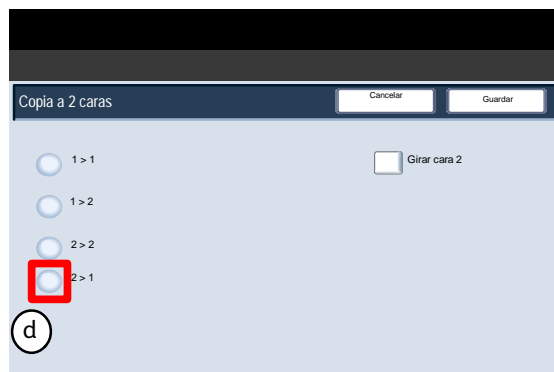 Copia a 2 caras
Cancelar
Guardar
1 > 1
Girar cara 2
1 > 2
2 > 2
2 > 1
d